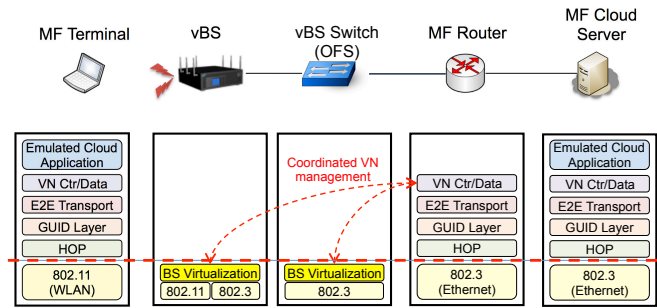 MF Terminal
vBS
vBS Switch
(OFS)
MF Router
MF Cloud
Server
Emulated Cloud
Application
VN Ctr/Data
E2E Transport
GUID Layer
HOP
802.11
(WLAN)
BS Virtualization
802.11
802.3
Coordinated VN
management
BS Virtualization
802.3
VN Ctr/Data
E2E Transport
GUID Layer
HOP
802.3
(Ethernet)
Emulated Cloud
Application
VN Ctr/Data
E2E Transport
GUID Layer
HOP
802.3
(Ethernet)